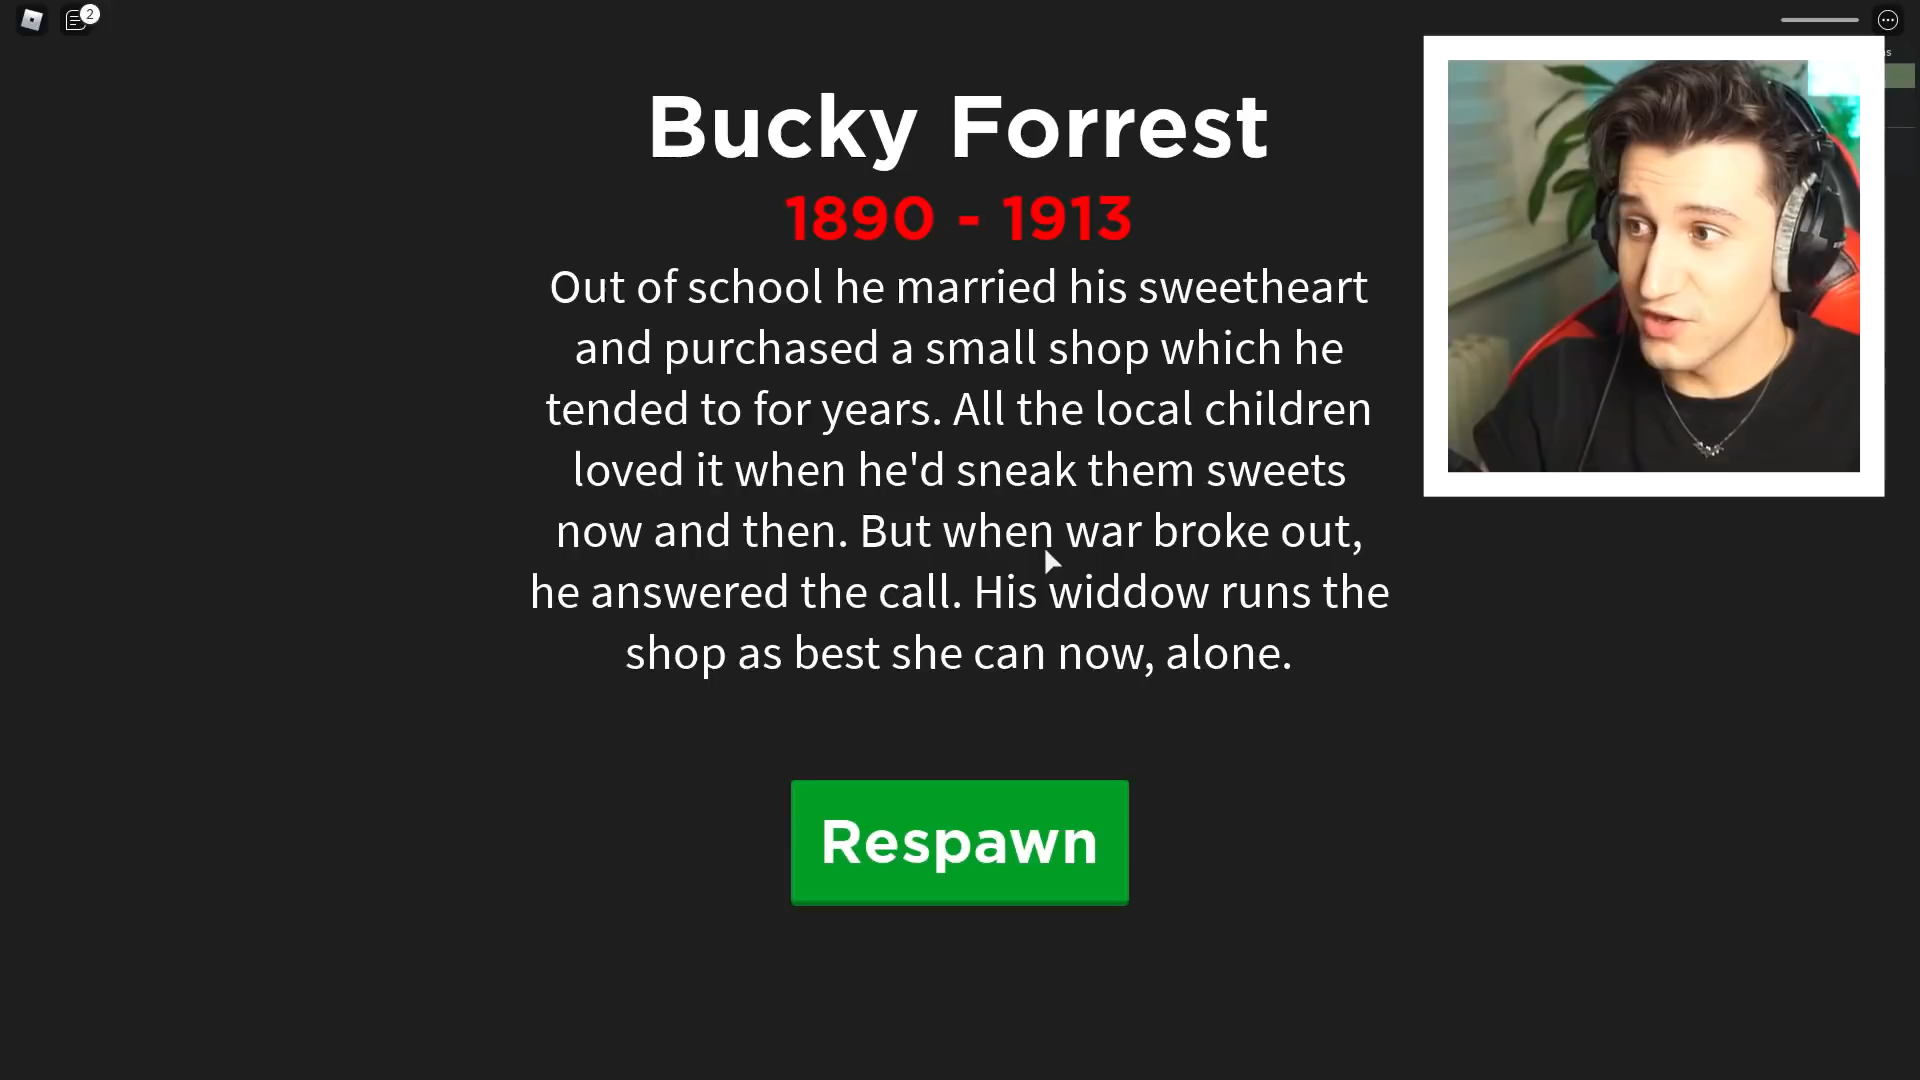 2
s
Bucky Forrest
1890 - 1913
Out of school he married his sweetheart
and purchased a small shop which he
tended to for years. All the local children
loved it when he'd sneak them sweets
now and then. But when war broke out,
he answered the call. His widdow runs the
shop as best she can now, alone.
Respawn